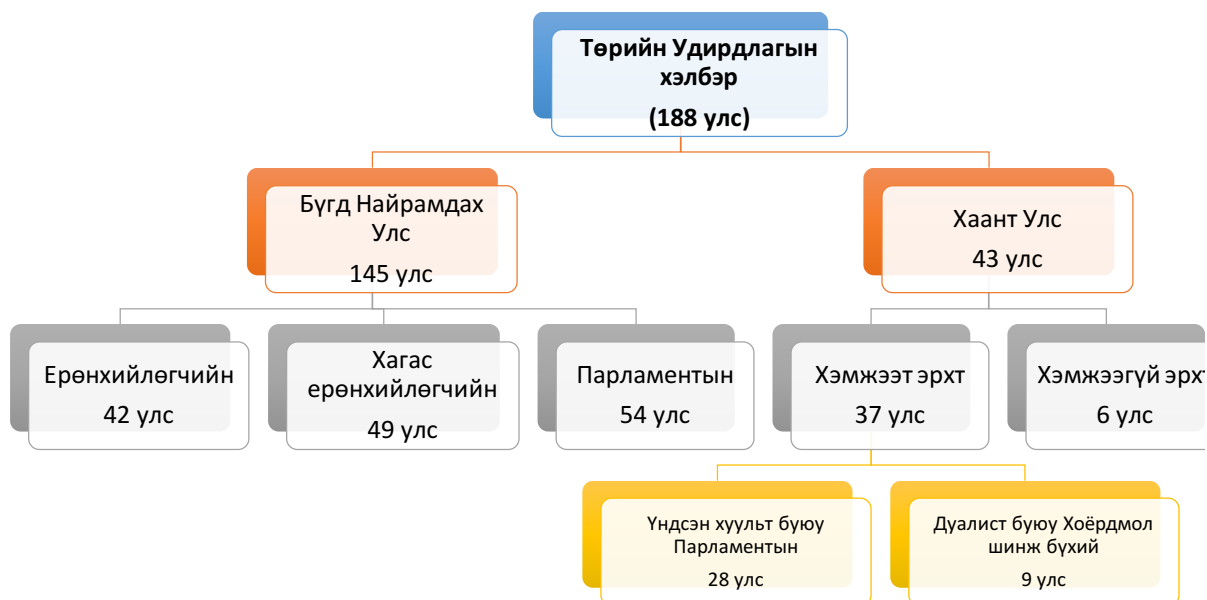 Төрийн Удирдлагын
хэлбэр
(188 улс)
Бүгд Найрамдах
Улс
145 улс
Хаант Улс
43 улс
Ерөнхийлөгчийн
42 улс
Хагас
ерөнхийлөгчийн
49 улс
Парламентын
54 улс
Хэмжээт эрхт
37 улс
Хэмжээгүй эрхт
6 улс
Үндсэн хуульт буюу
Парламентын
28 улс
Дуалист буюу Хоёрдмол
шинж бүхий
9 улс